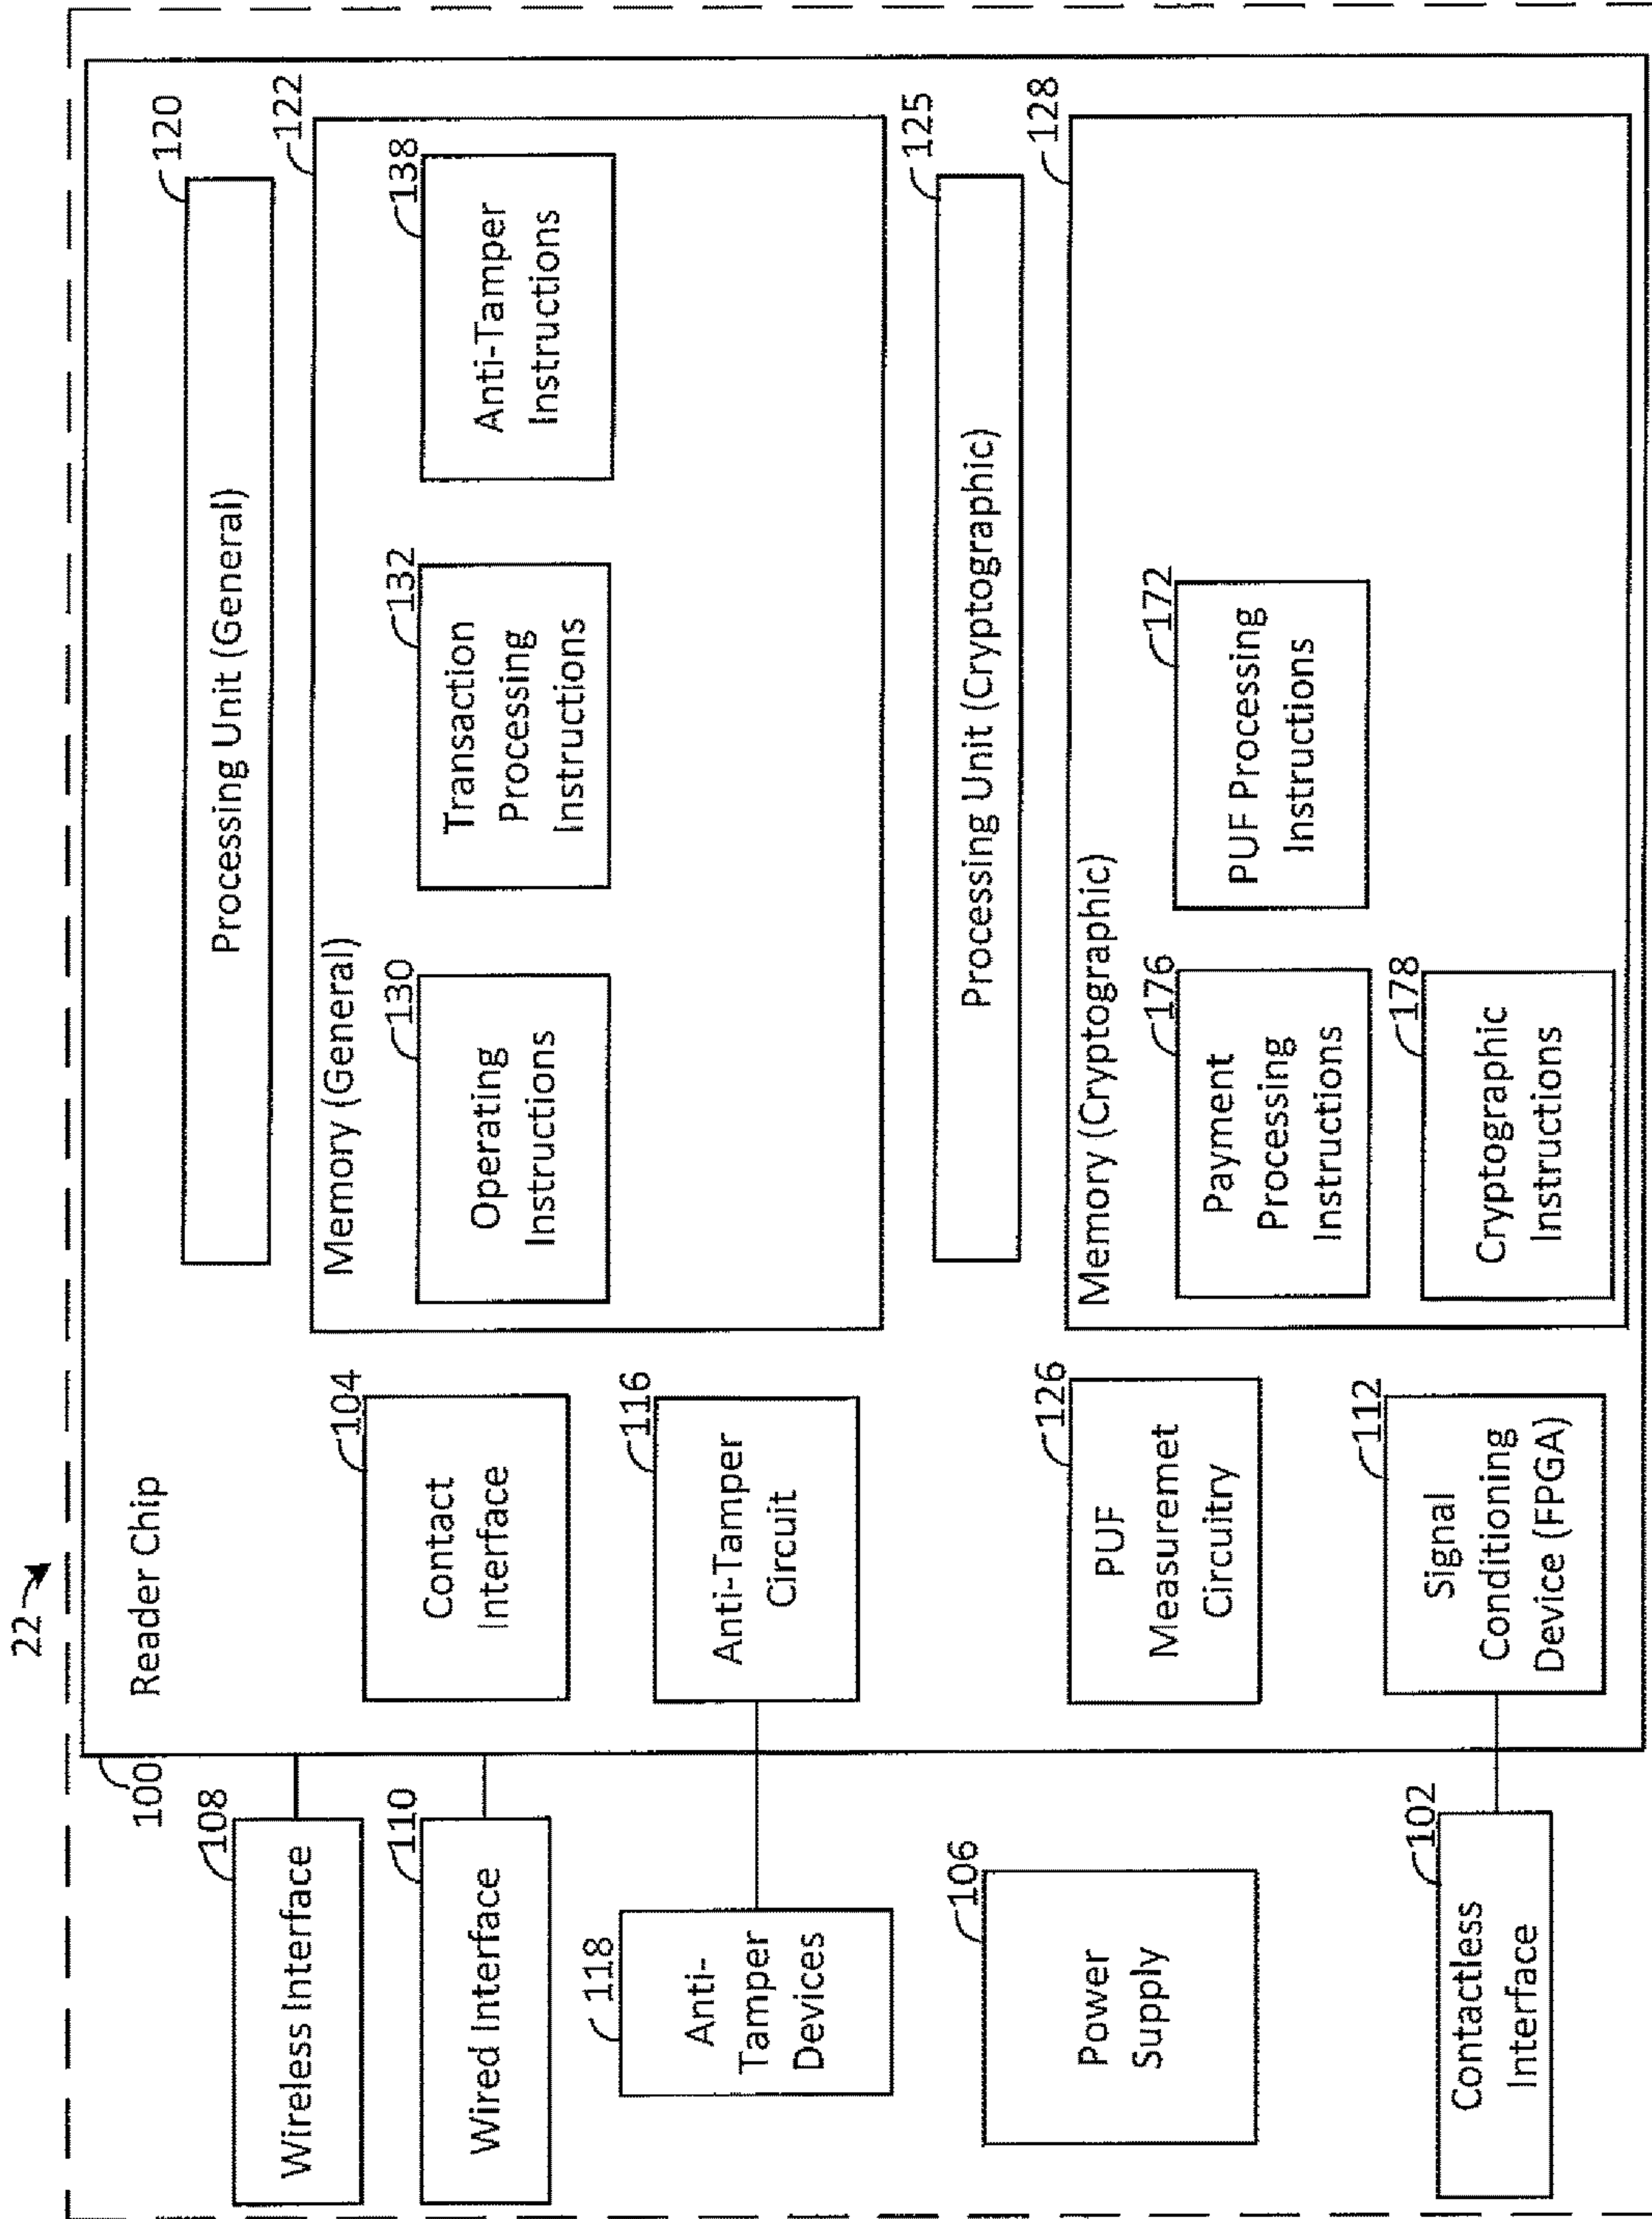 22
100
Reader Chip
108
Wireless Interface
110
Wired Interface
118
Anti-
Tamper
Devices
106
Power
Supply
102
Contactless
Interface
104
Contact
Interface
116
Anti-Tamper
Circuit
126
PUF
Measuremet
Circuitry
112
Signal
Conditioning
Device (FPGA)
120
Processing Unit (General)
122
Memory (General)
130
Operating
Instructions
132
Transaction
Processing
Instructions
138
Anti-Tamper
Instructions
125
Processing Unit (Cryptographic)
128
Memory (Cryptographic)
176
Payment
Processing
Instructions
172
PUF Processing
Instructions
178
Cryptographic
Instructions